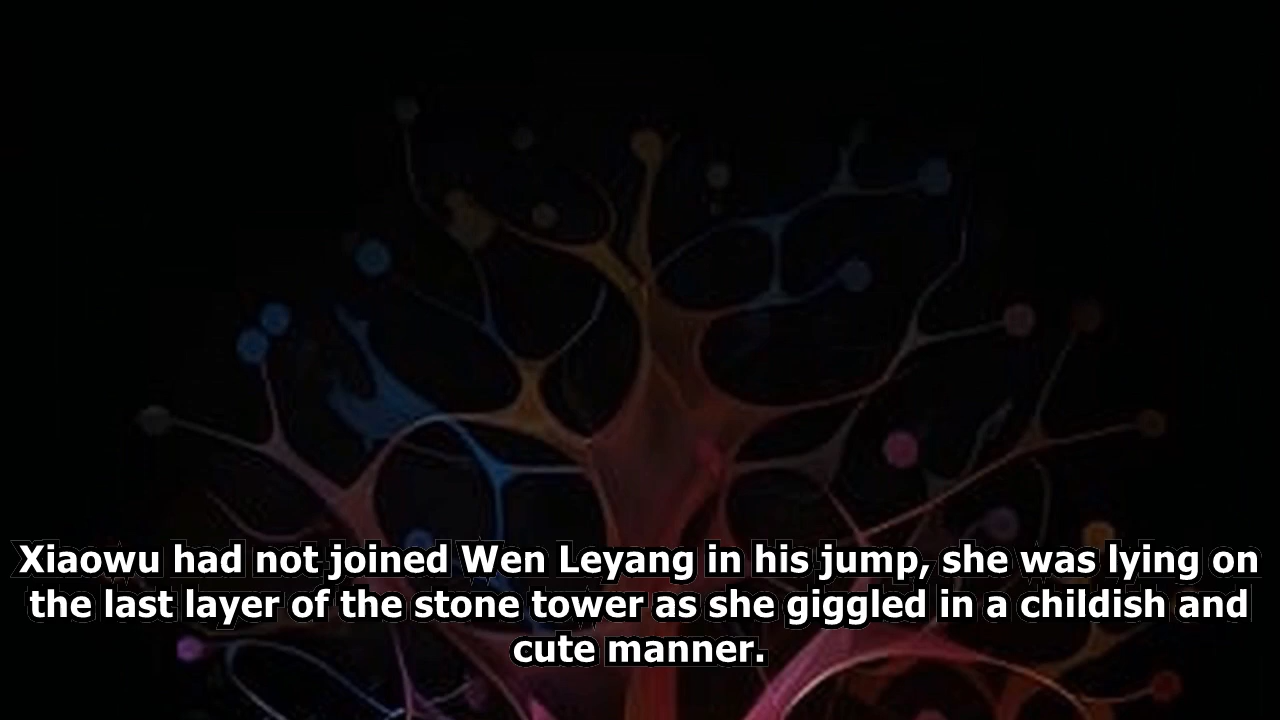 Xiaowu had not joined Wen Leyang in his jump, she was lying on
the last layer of the stone tower as she giggled in a childish and
cute manner.